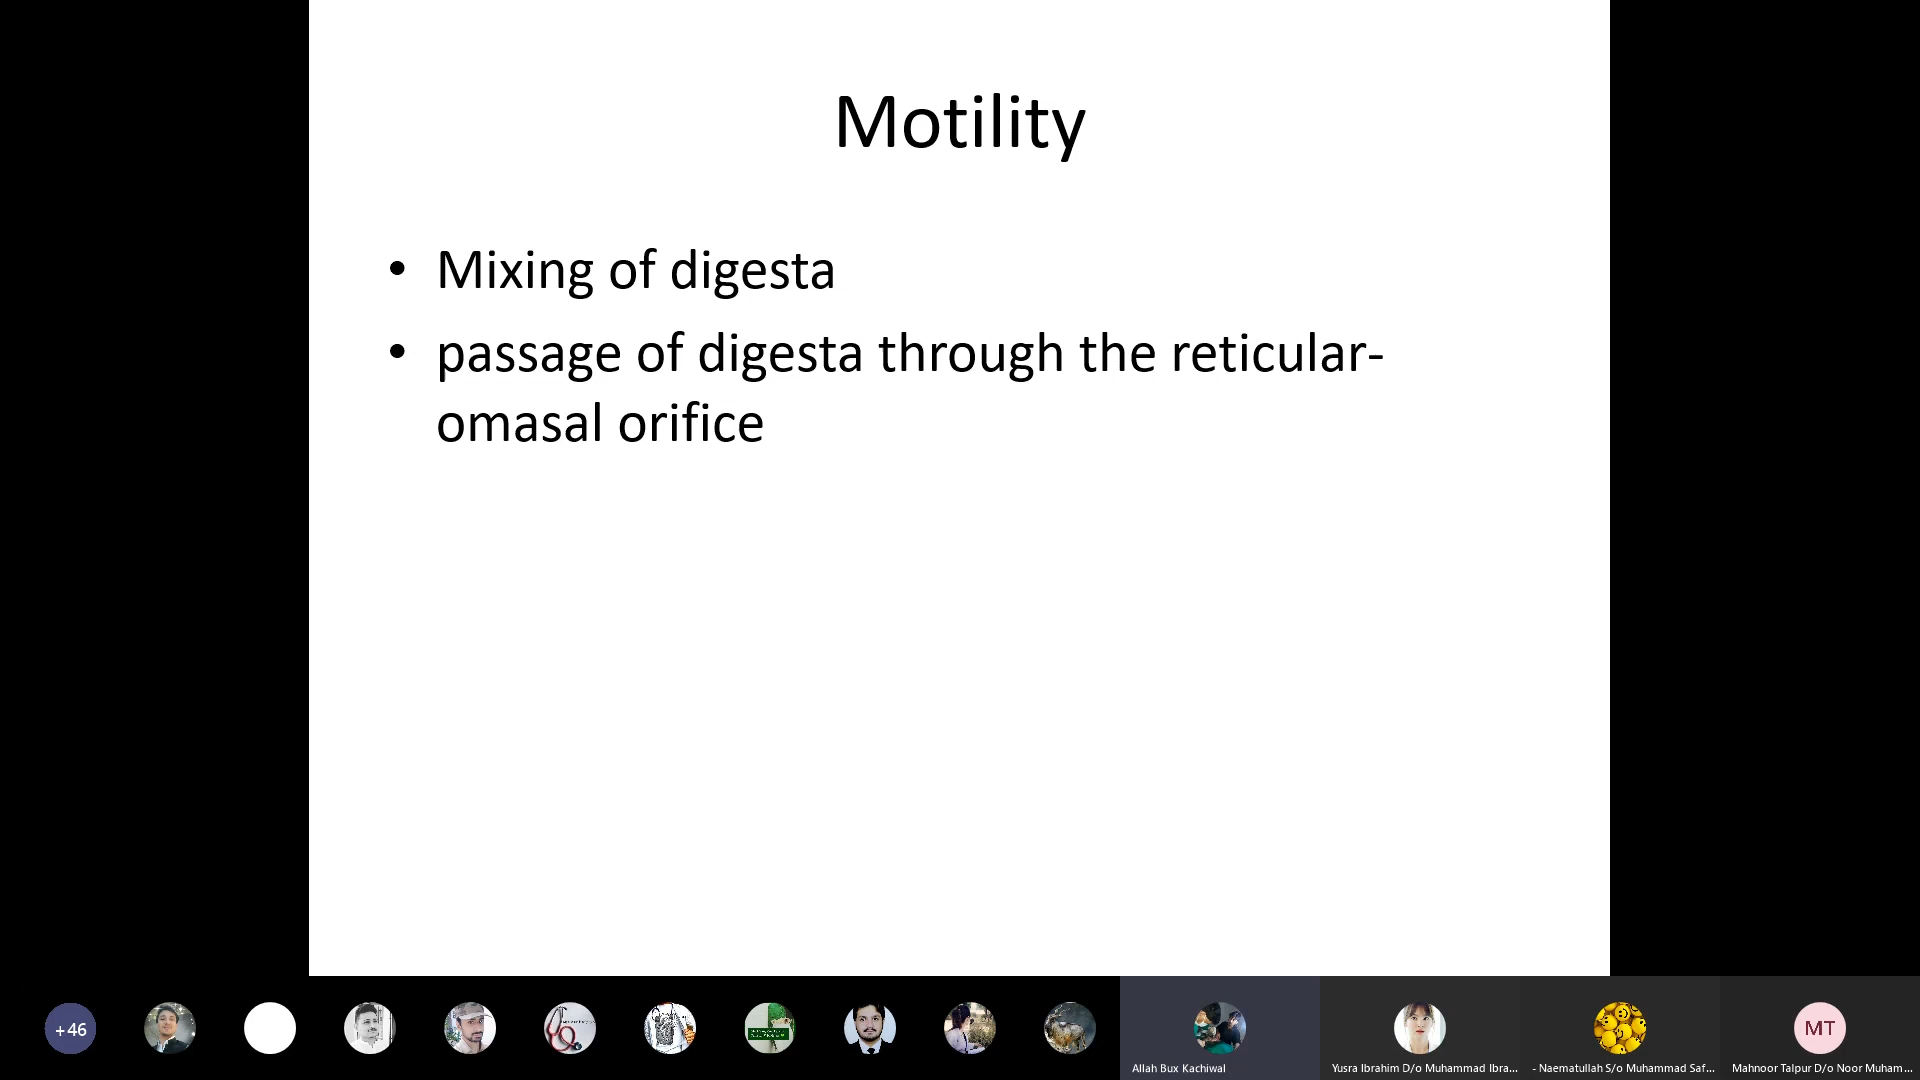 Motility
• Mixing of digesta
• passage of digesta through the reticular-
omasal orifice
+46
Allah Bux Kachiwal
Yusra Ibrahim D/o Muhammad Ibra...
- Naematullah S/o Muhammad Saf...
MT
Mahnoor Talpur D/o Noor Muham...